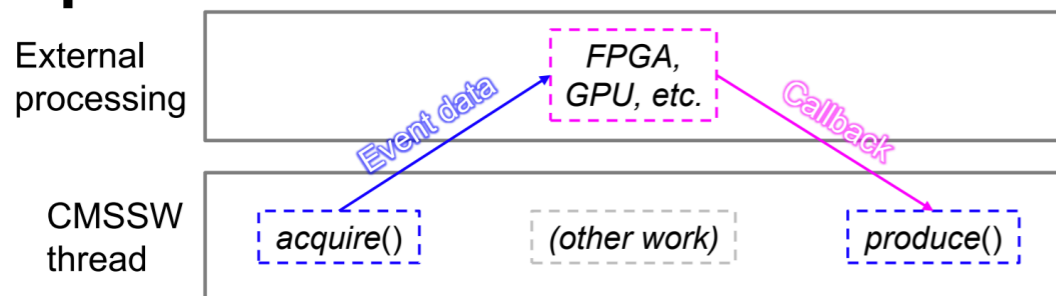 External
processing
FPGA,
GPU, etc.
Event data
Callback
CMSSW
thread
acquire()
(other work)
produce()